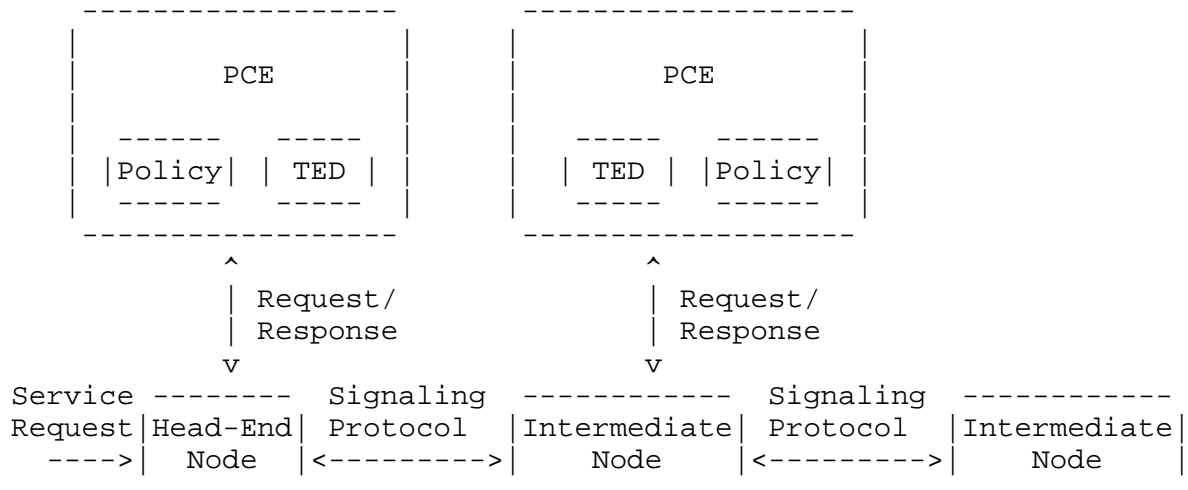 PCE PCE
Policy TED TED Policy
Request/ Request/
Response Response
Service Signaling Signaling
Request Head-End Protocol Intermediate Protocol Intermediate
Node Node Node